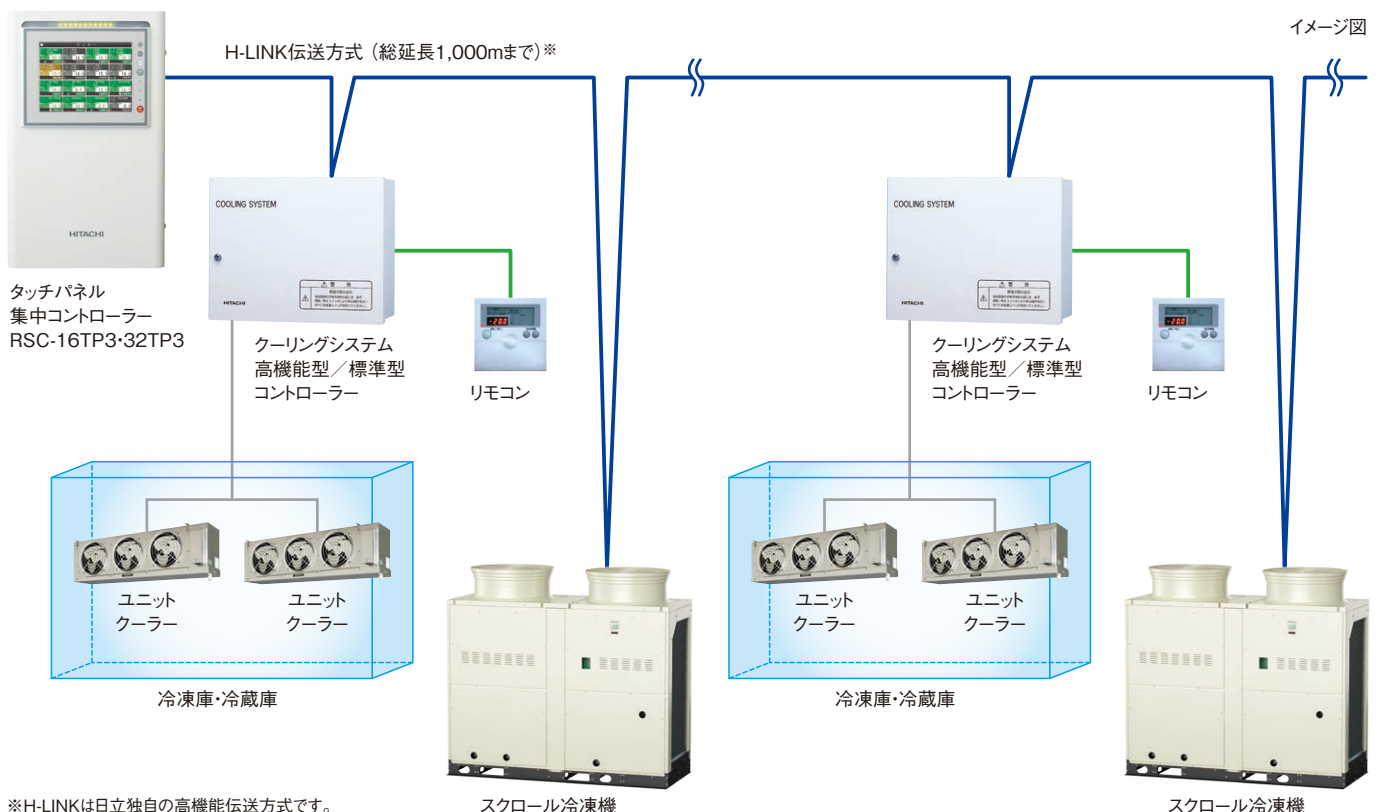 イメージ図
H-LINK伝送方式（総延長1,000mまで）※
HITACHI
タッチパネル
集中コントローラー
RSC-16TP3・32TP3
COOLING SYSTEM
警告
HITACHI
クーリングシステム
高機能型／標準型
コントローラー
-20.0
リモコン
COOLING SYSTEM
警告
HITACHI
クーリングシステム
高機能型／標準型
コントローラー
-20.0
リモコン
ユニット
クーラー
ユニット
クーラー
冷凍庫・冷蔵庫
ユニット
クーラー
ユニット
クーラー
冷凍庫・冷蔵庫
スクロール冷凍機
スクロール冷凍機
※H-LINKは日立独自の高機能伝送方式です。